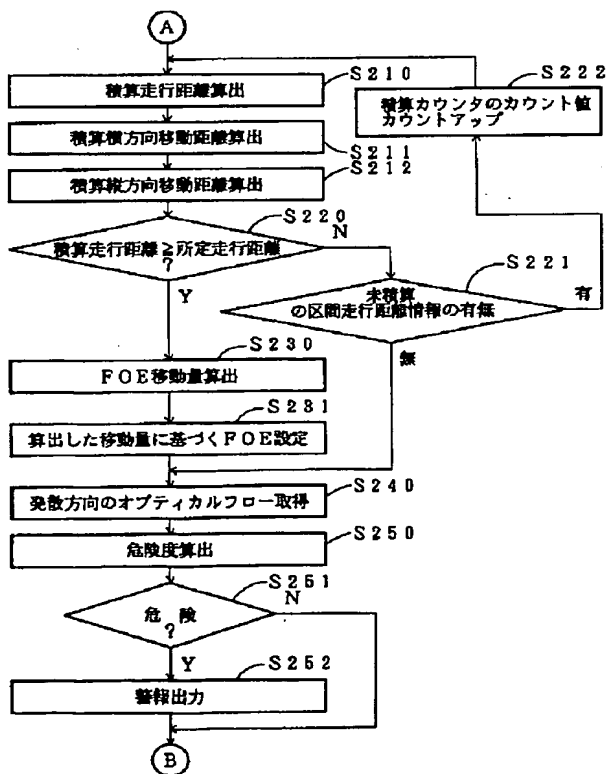 A
S210
積算走行距離算出
S222
積算カウンタのカウント値
カウントアップ
積算横方向移動距離算出
S211
積算縦方向移動距離算出
S212
S220
積算走行距離≧所定走行距離
?
N
Y
S221
未積算
の区間走行距離情報の有無
有
無
S230
FOE移動量算出
S231
算出した移動量に基づくFOE設定
S240
発散方向のオプティカルフロー取得
S250
危険度算出
S251
危険
?
N
Y
S252
警報出力
B